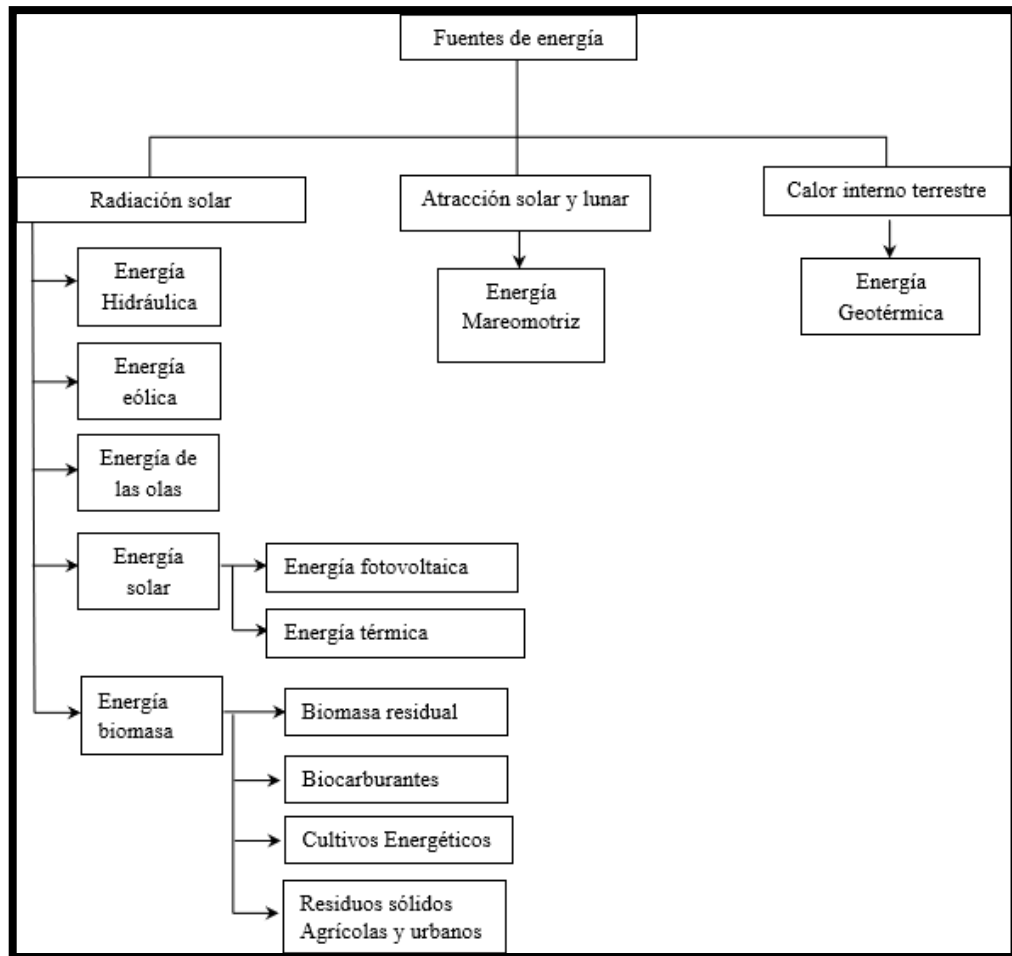 Fuentes de energía
Radiación solar
Atracción solar y lunar
Calor interno terrestre
Energía
Hidráulica
Energía
Mareomotriz
Energía
Geotérmica
Energía
eólica
Energía de
las olas
Energía
solar
Energía fotovoltaica
Energía térmica
Energía
biomasa
Biomasa residual
Biocarburantes
Cultivos Energéticos
Residuos sólidos
Agrícolas y urbanos